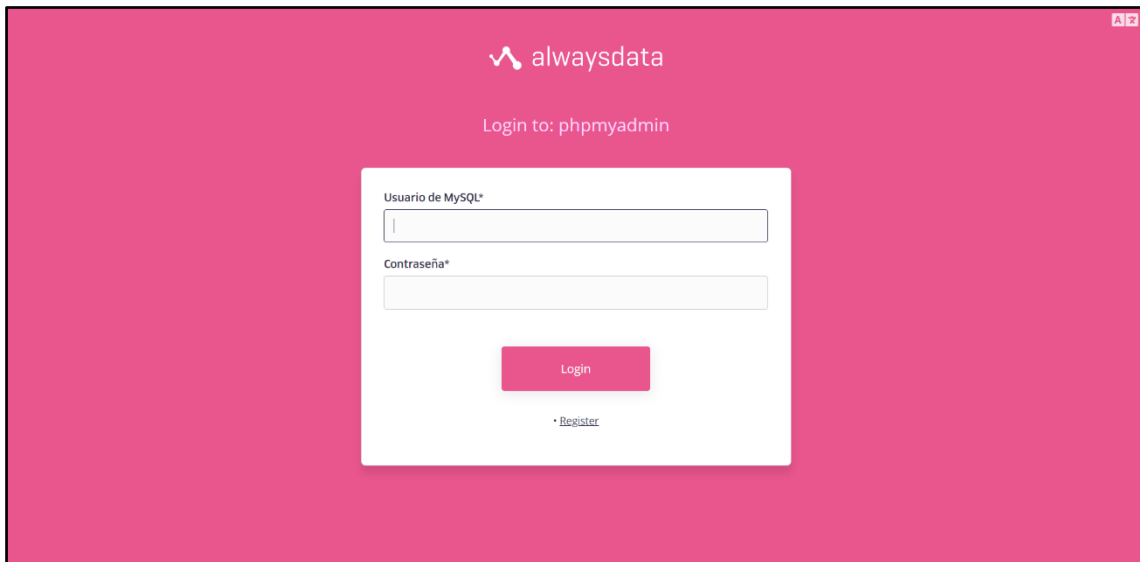 A
alwaysdata
Login to: phpmyadmin
Usuario de MySQL*
Contraseña*
Login
• Register